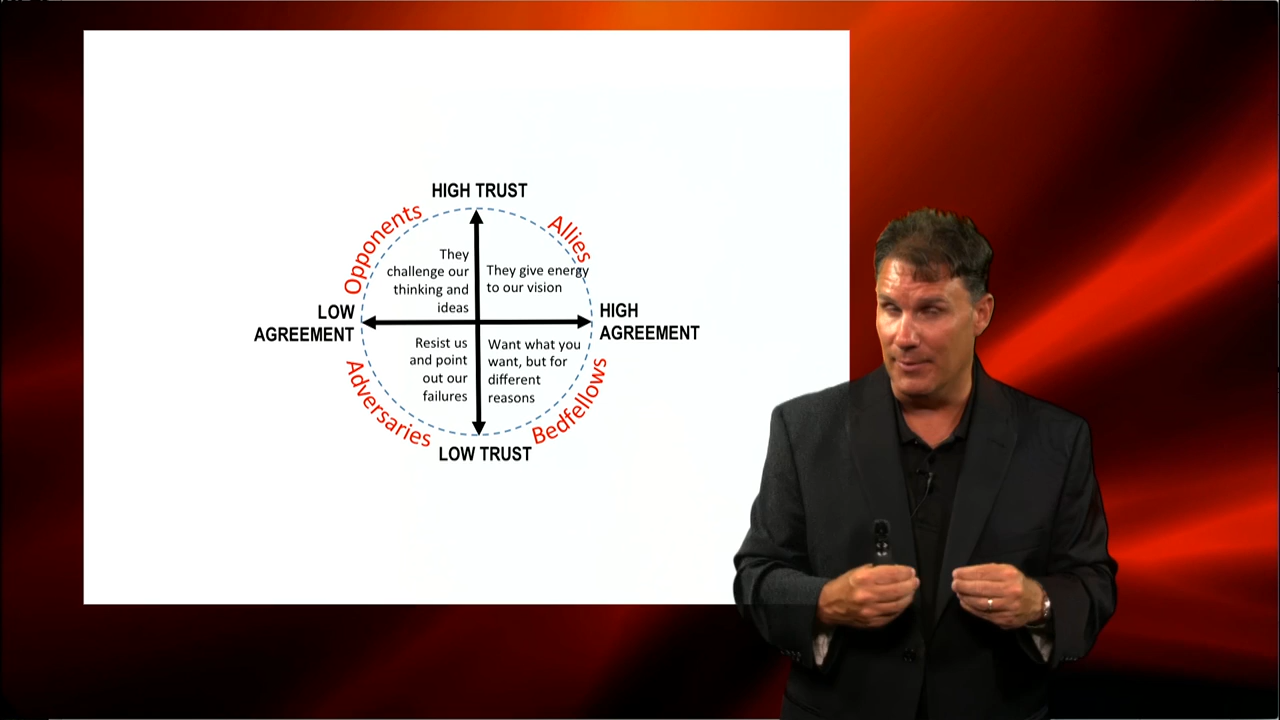 HIGH TRUST
Opponents
Allies
They
challenge our
thinking and
ideas
They give energy
to our vision
LOW
AGREEMENT
HIGH
AGREEMENT
Resist us
and point
out our
failures
Want what you
want, but for
different
reasons
Adversaries
Bedfellows
LOW TRUST